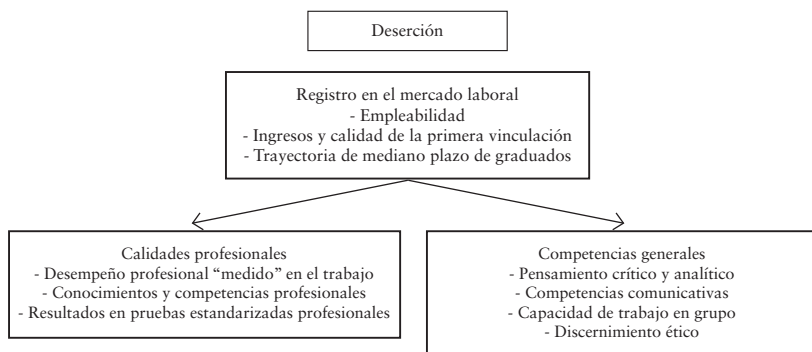 Deserción
Registro en el mercado laboral
- Empleabilidad
- Ingresos y calidad de la primera vinculación
- Trayectoria de mediano plazo de graduados
Calidades profesionales
- Desempeño profesional “medido” en el trabajo
- Conocimientos y competencias profesionales
- Resultados en pruebas estandarizadas profesionales
Competencias generales
- Pensamiento crítico y analítico
- Competencias comunicativas
- Capacidad de trabajo en grupo
- Discernimiento ético